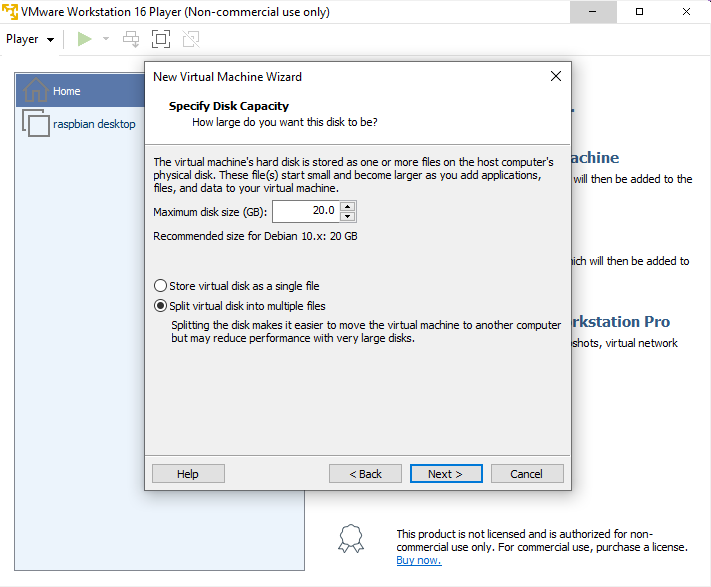 VMware Workstation 16 Player (Non-commercial use only)
Player
Home
raspbian desktop
New Virtual Machine Wizard
Specify Disk Capacity
How large do you want this disk to be?
The virtual machine's hard disk is stored as one or more files on the host computer's
physical disk. These file(s) start small and become larger as you add applications,
files, and data to your virtual machine.
Maximum disk size (GB): 20.0
Recommended size for Debian 10.x: 20 GB
Store virtual disk as a single file
Split virtual disk into multiple files
Splitting the disk makes it easier to move the virtual machine to another computer
but may reduce performance with very large disks.
Help
< Back
Next >
Cancel
will then be added to the
will then be added to
Pro
virtual network
This product is not licensed and is authorized for non-
commercial use only. For commercial use, purchase a license.
Buy now.